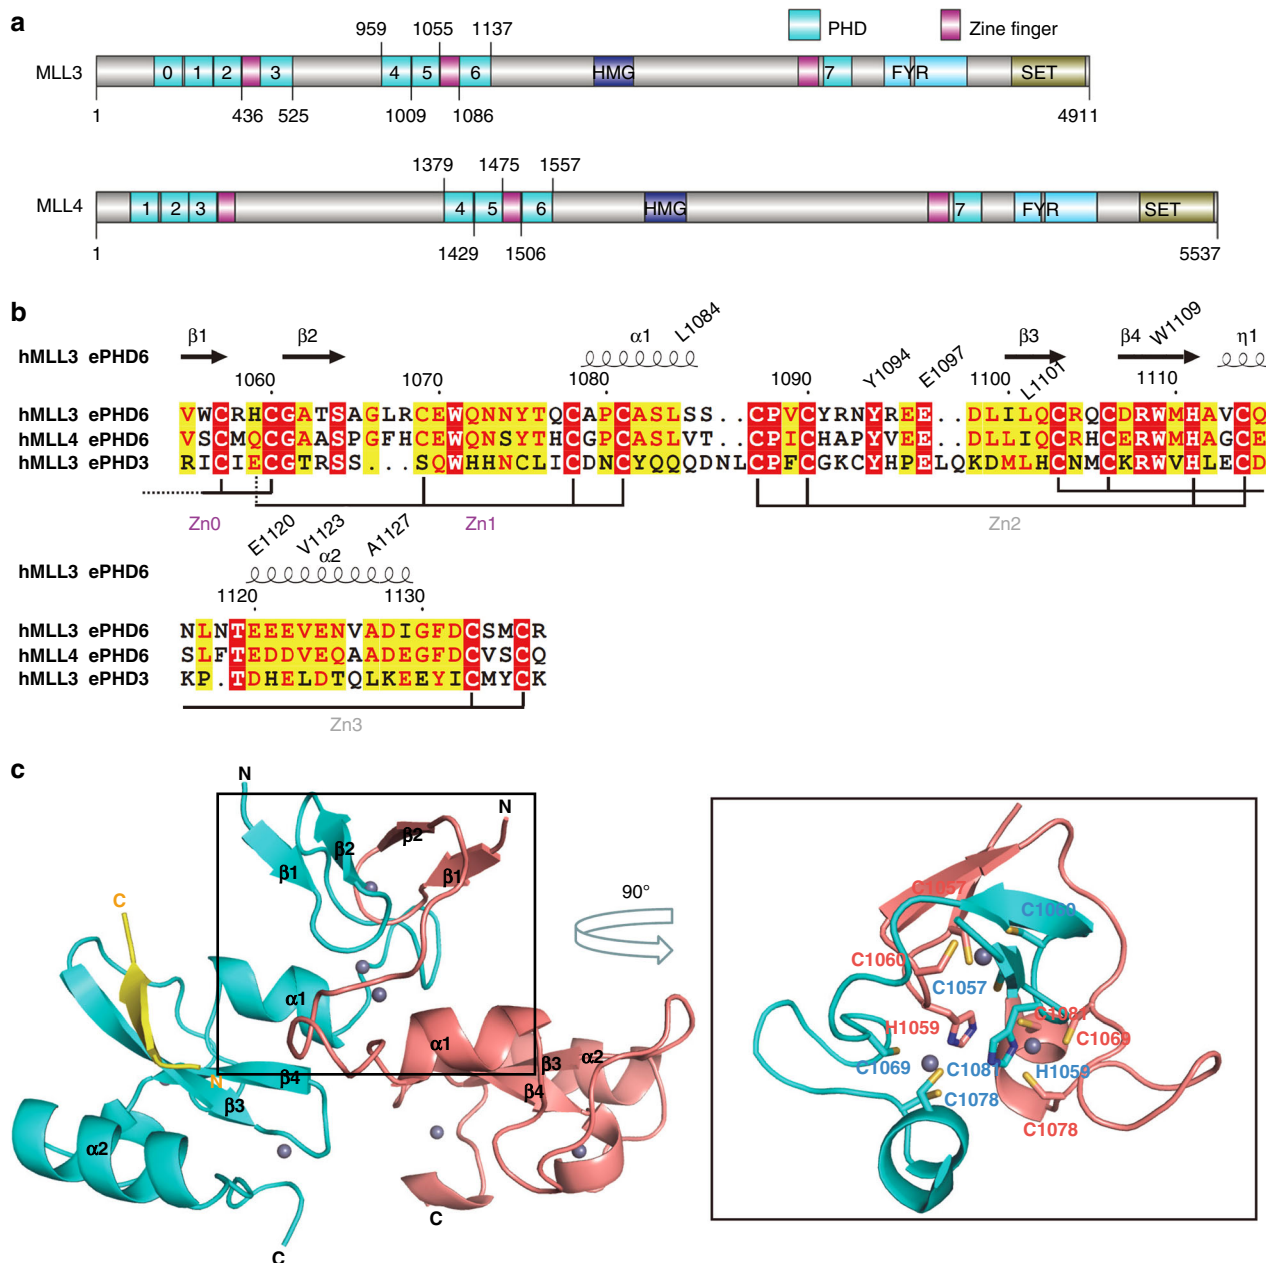 a
PHD
Zine finger
959 1055 1137
MLL3 0 1 2 3 4 5 6 HMG 7 FYR SET
1 436 525 1009 1086 4911
1379 1475 1557
MLL4 1 2 3 4 5 6 HMG 7 FYR SET
1 1429 1506 5537
b
L1084 Y1094 E1097 L1101 W1109
hMLL3 ePHD6 β1 β2 α1 β3 β4 η1
1060 1070 1080 1090 1100 1110
hMLL3 ePHD6 VWCRHCGATSAGLRCEWQNNYTQCAPCASLSS..CPVCYRNYREE..DLILQCRQCDRWMHAVCQ
hMLL4 ePHD6 VSCMQCGAASPGFHCEWQNSYTHCGPCASLVT..CPICHAPYVEE..DLLIQCRHCERWMHAGCE
hMLL3 ePHD3 RICIECGTRSS...SQWHHNCLICDNCYQQQDNLCPFCGKCYHPELQKDMLHCNMCKRWVHLECD
Zn0 Zn1 Zn2
E1120 V1123 A1127
hMLL3 ePHD6 α2
1120 1130
hMLL3 ePHD6 NLNTEEEVENVADIGFDCSMCR
hMLL4 ePHD6 SLFTEDDVEQAADEGFDCVSCQ
hMLL3 ePHD3 KP.TDHELDTQLKEEYICMYCK
Zn3
c
N
N
β2
β2
β1
β1
C
90°
α1
α1
β3
α2
β4
N
β4
β3
α2
C
C
C1057
C1060
C1060
C1057
H1059
C1081
C1069
C1069
C1081
H1059
C1078
C1078